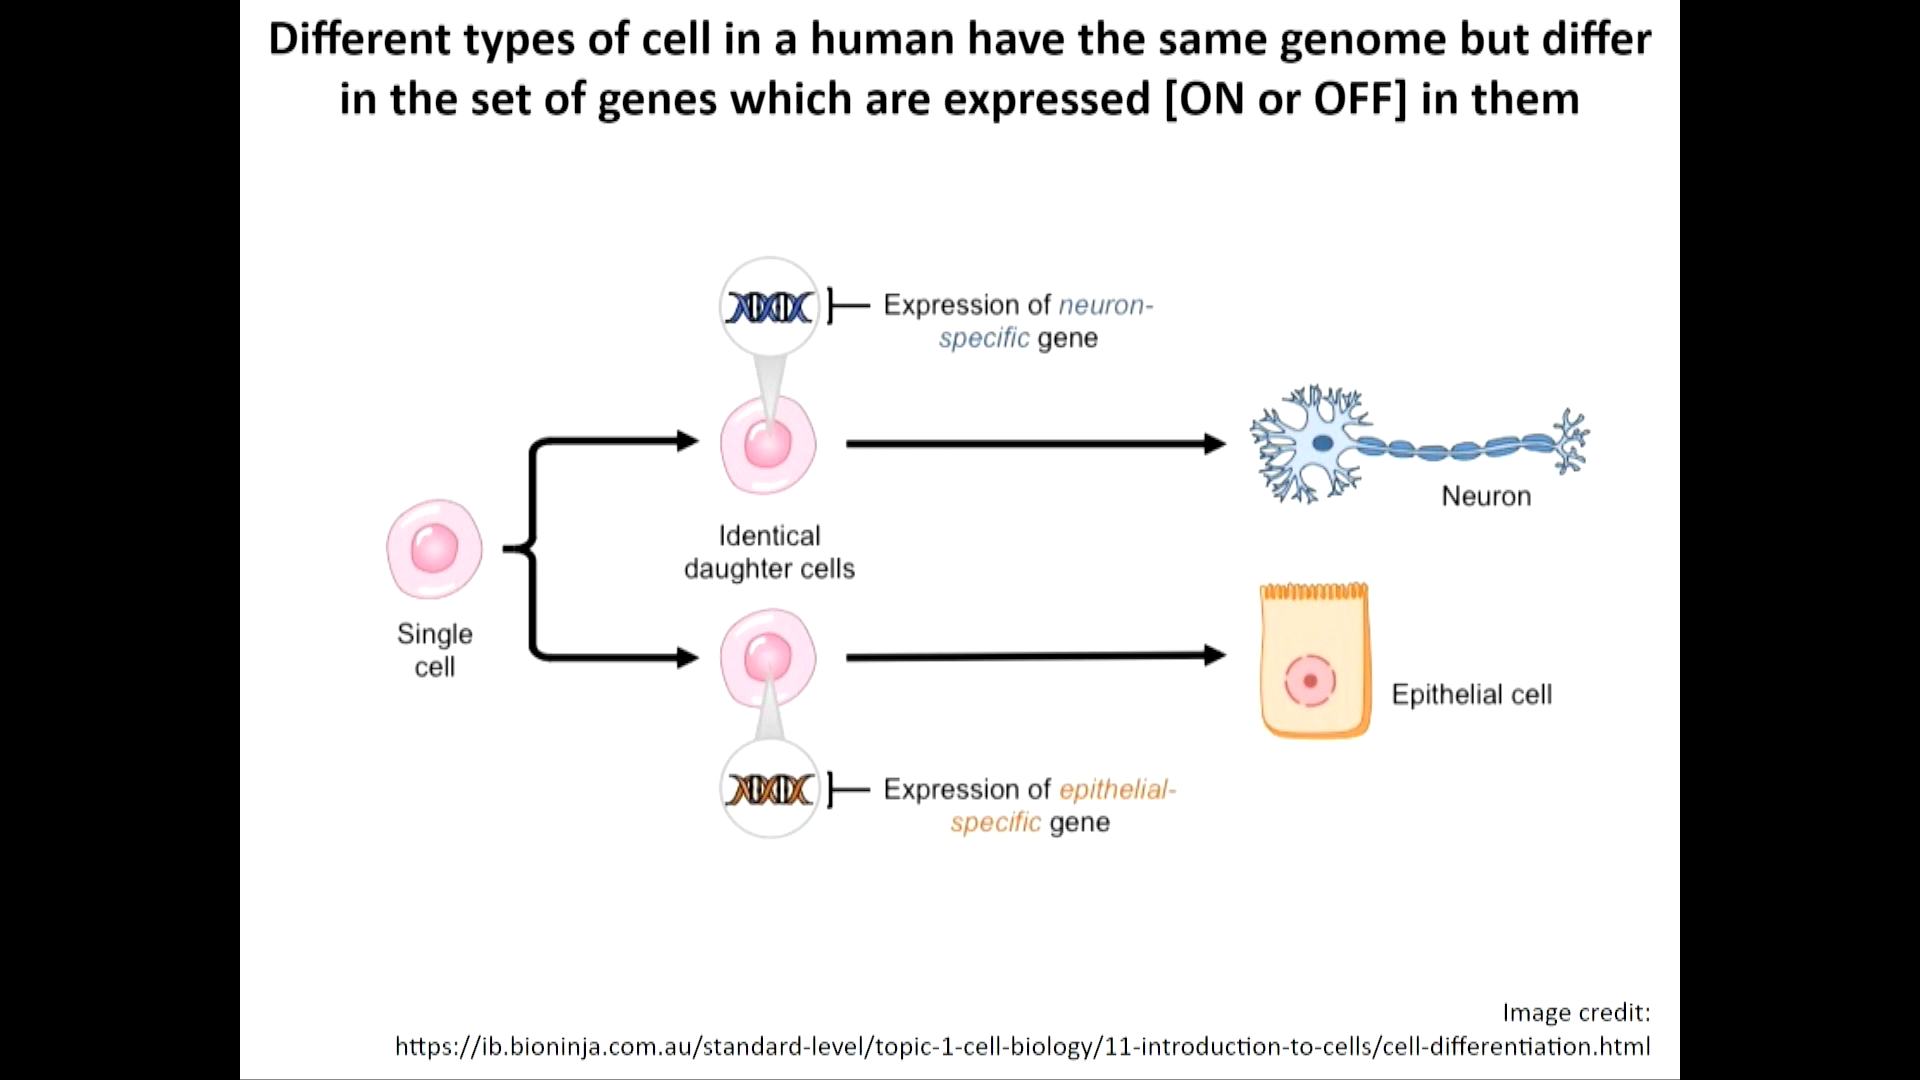 Different types of cell in a human have the same genome but differ
in the set of genes which are expressed [ON or OFF] in them
Expression of neuron-
specific gene
Neuron
Identical
daughter cells
Single
cell
Epithelial cell
Expression of epithelial-
specific gene
Image credit:
https://ib.bioninja.com.au/standard-level/topic-1-cell-biology/11-introduction-to-cells/cell-differentiation.html